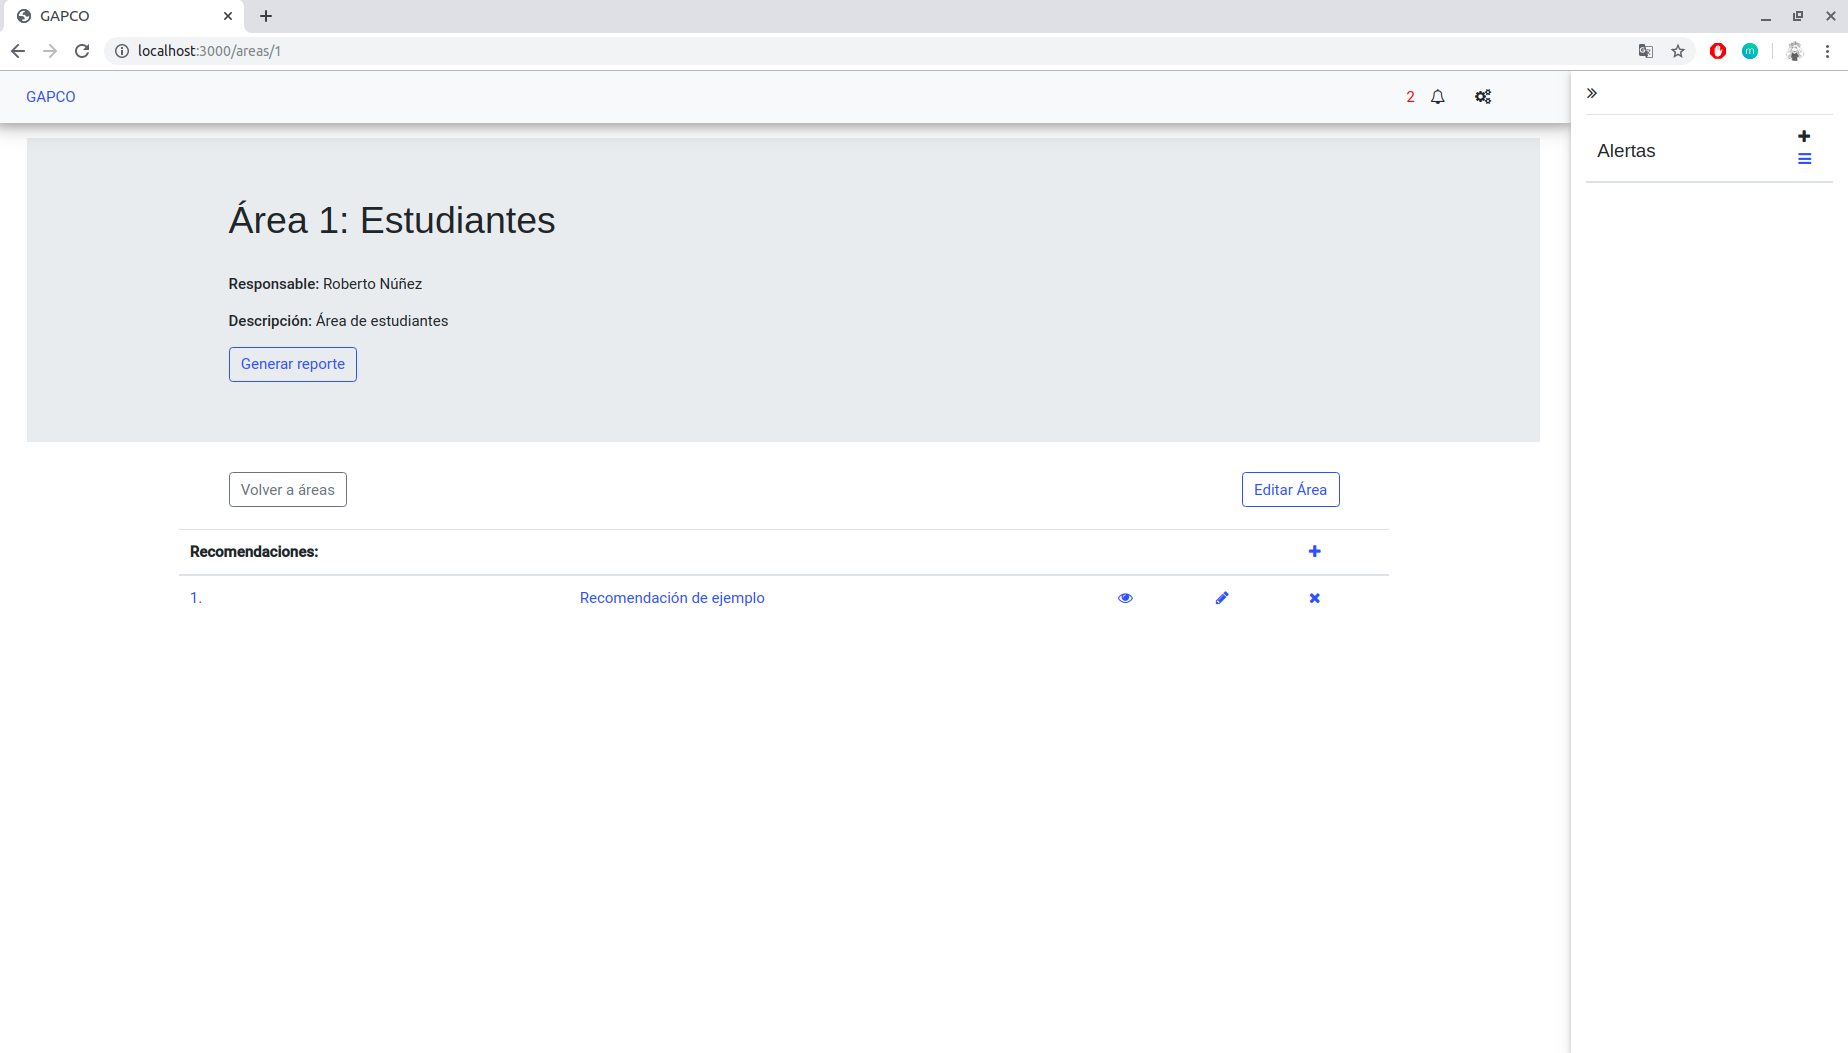 GAPCO
localhost:3000/areas/1
GAPCO
2
Alertas
Área 1: Estudiantes
Responsable: Roberto Núñez
Descripción: Área de estudiantes
Generar reporte
Volver a áreas
Editar Área
Recomendaciones:
1.
Recomendación de ejemplo